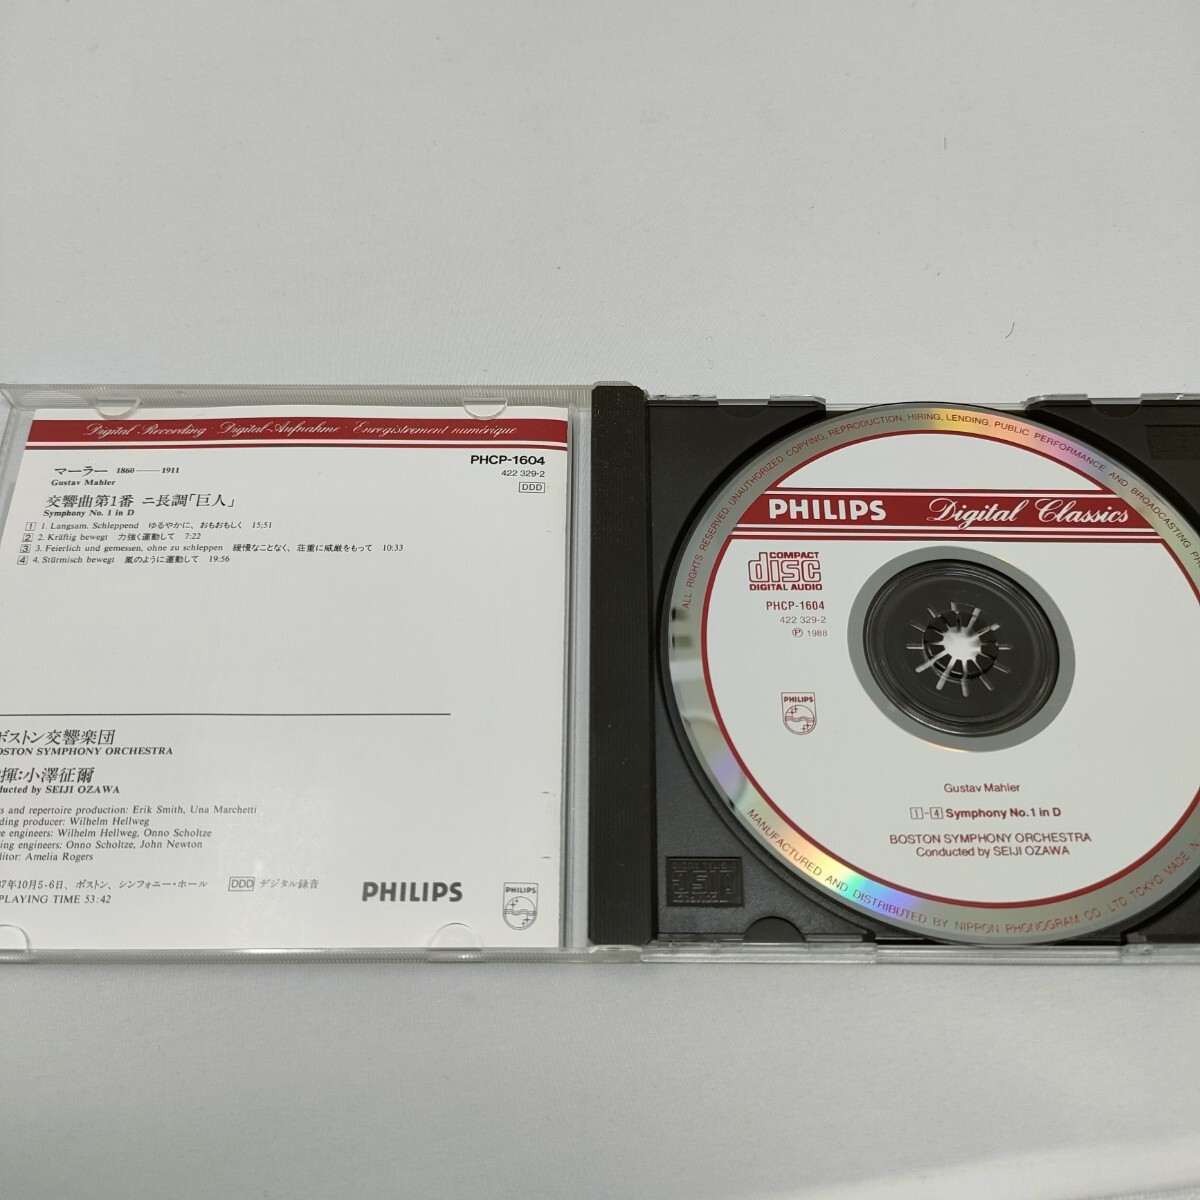 Digital Recording · Digital-Aufnahme · Enregistrement numérique
PHCP-1604
422 329-2
DDD
マーラー 1860——1911
Gustav Mahler
交響曲第1番 ニ長調「巨人」
Symphony No. 1 in D
1 1. Langsam. Schleppend ゆるやかに、おもおもしく 15:51
2 2. Kräftig bewegt 力強く運動して 7:22
3 3. Feierlich und gemessen, ohne zu schleppen 緩慢なことなく、荘重に威厳をもって 10:33
4 4. Stürmisch bewegt 嵐のように運動して 19:56
ボストン交響楽団
OSTON SYMPHONY ORCHESTRA
揮:小澤征爾
ducted by SEIJI OZAWA
s and repertoire production: Erik Smith, Una Marchetti
ding producer: Wilhelm Hellweg
e engineers: Wilhelm Hellweg, Onno Scholtze
ing engineers: Onno Scholtze, John Newton
ditor: Amelia Rogers
87年10月5・6日、ボストン、シンフォニー・ホール DDD デジタル録音
PLAYING TIME 53:42
PHILIPS
PHILIPS
ALL RIGHTS RESERVED. UNAUTHORIZED COPYING, REPRODUCTION, HIRING, LENDING, PUBLIC PERFORMANCE AND BROADCASTING PRO
PHILIPS Digital Classics
COMPACT
disc
DIGITAL AUDIO
PHCP-1604
422 329-2
Ⓟ 1988
PHILIPS
Gustav Mahler
1-4 Symphony No. 1 in D
BOSTON SYMPHONY ORCHESTRA
Conducted by SEIJI OZAWA
MANUFACTURED AND DISTRIBUTED BY NIPPON PHONOGRAM CO., LTD. TOKYO. MADE IN